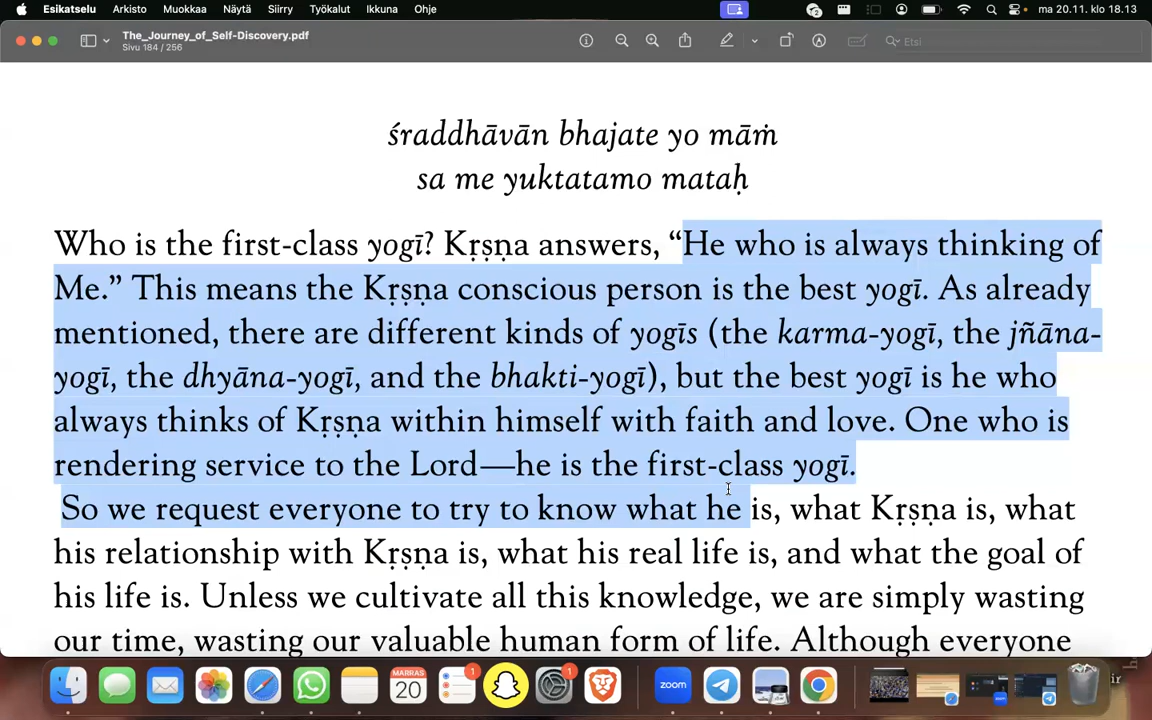 Esikatselu Arkisto Muokkaa Näytä Siirry Työkalut Ikkuna Ohje 2 ma 20.11. klo 18.13
The_Journey_of_Self-Discovery.pdf
Sivu 184 / 256
Etsi
śraddhāvān bhajate yo māṁ
sa me yuktatamo mataḥ
Who is the first-class yogī? Kṛṣṇa answers, “He who is always thinking of
Me.” This means the Kṛṣṇa conscious person is the best yogī. As already
mentioned, there are different kinds of yogīs (the karma-yogī, the jñāna-
yogī, the dhyāna-yogī, and the bhakti-yogī), but the best yogī is he who
always thinks of Kṛṣṇa within himself with faith and love. One who is
rendering service to the Lord—he is the first-class yogī.
So we request everyone to try to know what he is, what Kṛṣṇa is, what
his relationship with Kṛṣṇa is, what his real life is, and what the goal of
his life is. Unless we cultivate all this knowledge, we are simply wasting
our time, wasting our valuable human form of life. Although everyone
MARRAS
20
1
1
zoom